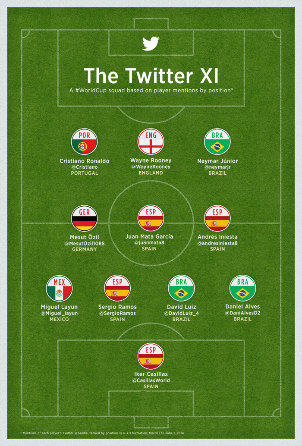 The Twitter XI
A #WorldCup squad based on player mentions by position*
POR
Cristiano Ronaldo
@Cristiano
PORTUGAL
ENG
Wayne Rooney
@WayneRooney
ENGLAND
BRA
Neymar Júnior
@neymarjr
BRAZIL
GER
Mesut Özil
@MesutOzil1088
GERMANY
ESP
Juan Mata García
@juanmata8
SPAIN
ESP
Andrés Iniesta
@andresiniesta8
SPAIN
MEX
Miguel Layun
@Miguel_layun
MEXICO
ESP
Sergio Ramos
@SergioRamos
SPAIN
BRA
David Luiz
@DavidLuiz_4
BRAZIL
BRA
Daniel Alves
@DaniAlvesD2
BRAZIL
ESP
Iker Casillas
@CasillasWorld
SPAIN